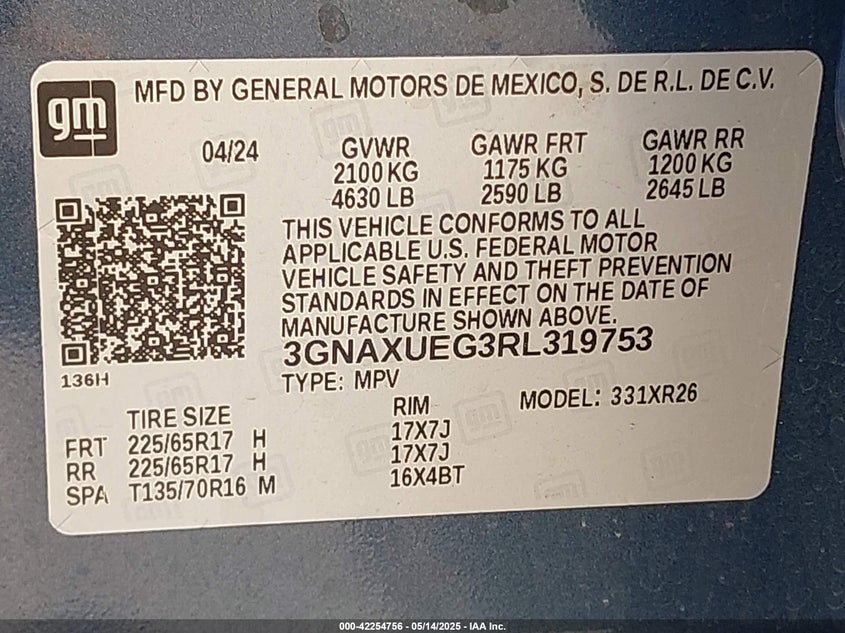 gm
MFD BY GENERAL MOTORS DE MEXICO, S. DE R.L. DE C.V.
04/24 GVWR GAWR FRT GAWR RR
2100 KG 1175 KG 1200 KG
4630 LB 2590 LB 2645 LB
THIS VEHICLE CONFORMS TO ALL
APPLICABLE U.S. FEDERAL MOTOR
VEHICLE SAFETY AND THEFT PREVENTION
STANDARDS IN EFFECT ON THE DATE OF
MANUFACTURE SHOWN ABOVE.
3GNAXUEG3RL319753
136H
TYPE: MPV MODEL: 331XR26
TIRE SIZE RIM
FRT 225/65R17 H 17X7J
RR 225/65R17 H 17X7J
SPA T135/70R16 M 16X4BT
000-42254756 - 05/14/2025 - IAA Inc.